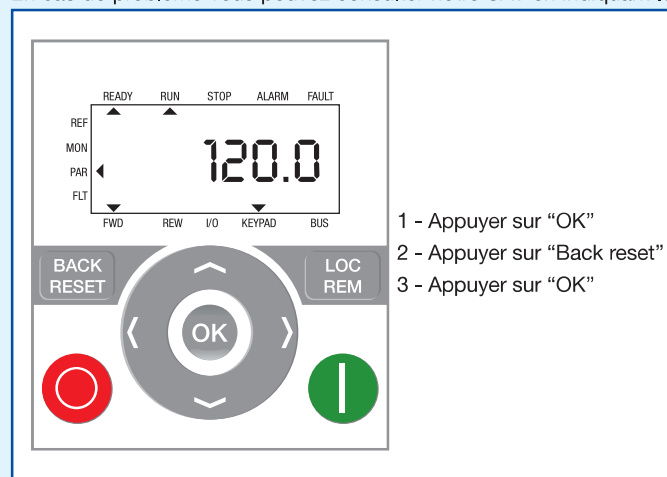 READY RUN STOP ALARM FAULT
REF
MON
PAR
FLT
120.0
FWD REW I/O KEYPAD BUS
BACK
RESET
LOC
REM
OK
1 - Appuyer sur “OK”
2 - Appuyer sur “Back reset”
3 - Appuyer sur “OK”